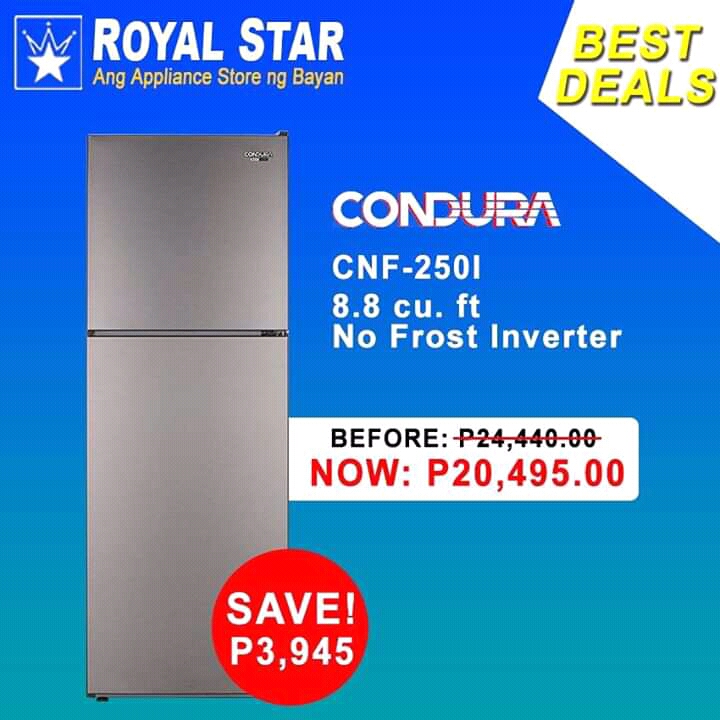 ROYAL STAR
Ang Appliance Store ng Bayan
BEST
DEALS
CONDURA
CONDURA
CNF-250I
8.8 cu. ft
No Frost Inverter
BEFORE: P24,440.00
NOW: P20,495.00
SAVE!
P3,945